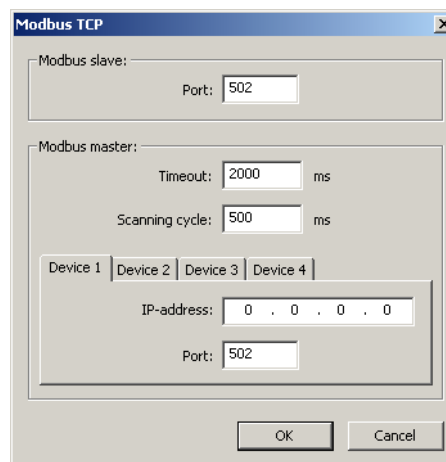 Modbus TCP
Modbus slave:
Port: 502
Modbus master:
Timeout: 2000 ms
Scanning cycle: 500 ms
Device 1 Device 2 Device 3 Device 4
IP-address: 0 . 0 . 0 . 0
Port: 502
OK Cancel